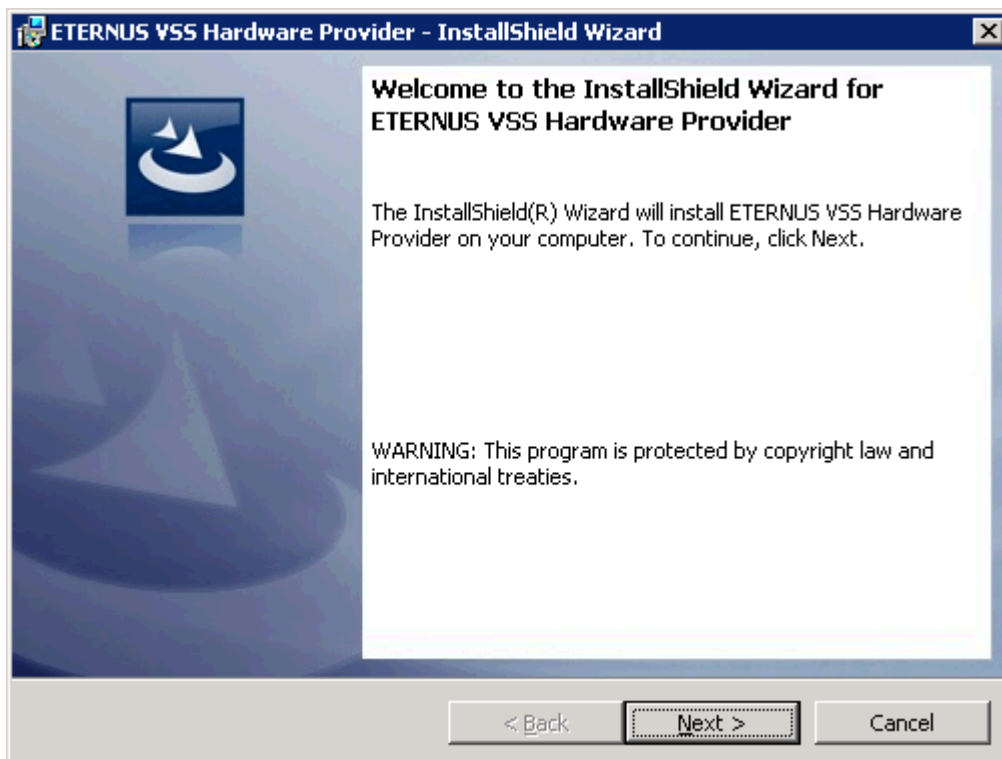 ETERNUS VSS Hardware Provider - InstallShield Wizard
Welcome to the InstallShield Wizard for
ETERNUS VSS Hardware Provider
The InstallShield(R) Wizard will install ETERNUS VSS Hardware
Provider on your computer. To continue, click Next.
WARNING: This program is protected by copyright law and
international treaties.
< Back
Next >
Cancel